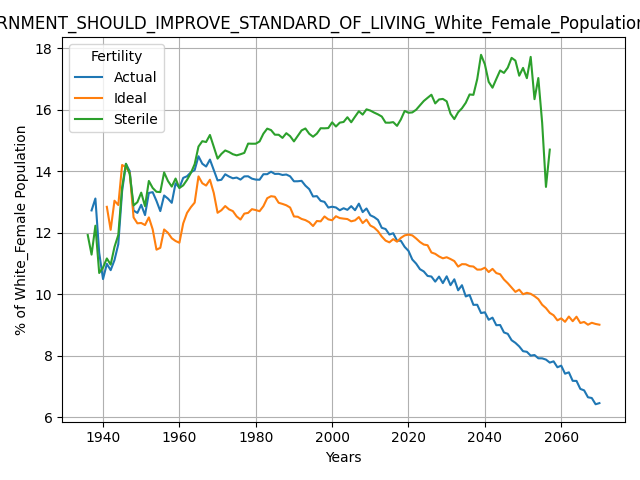 RNMENT_SHOULD_IMPROVE_STANDARD_OF_LIVING_White_Female_Population
Fertility
Actual
Ideal
Sterile
% of White_Female Population
18
16
14
12
10
8
6
1940 1960 1980 2000 2020 2040 2060
Years